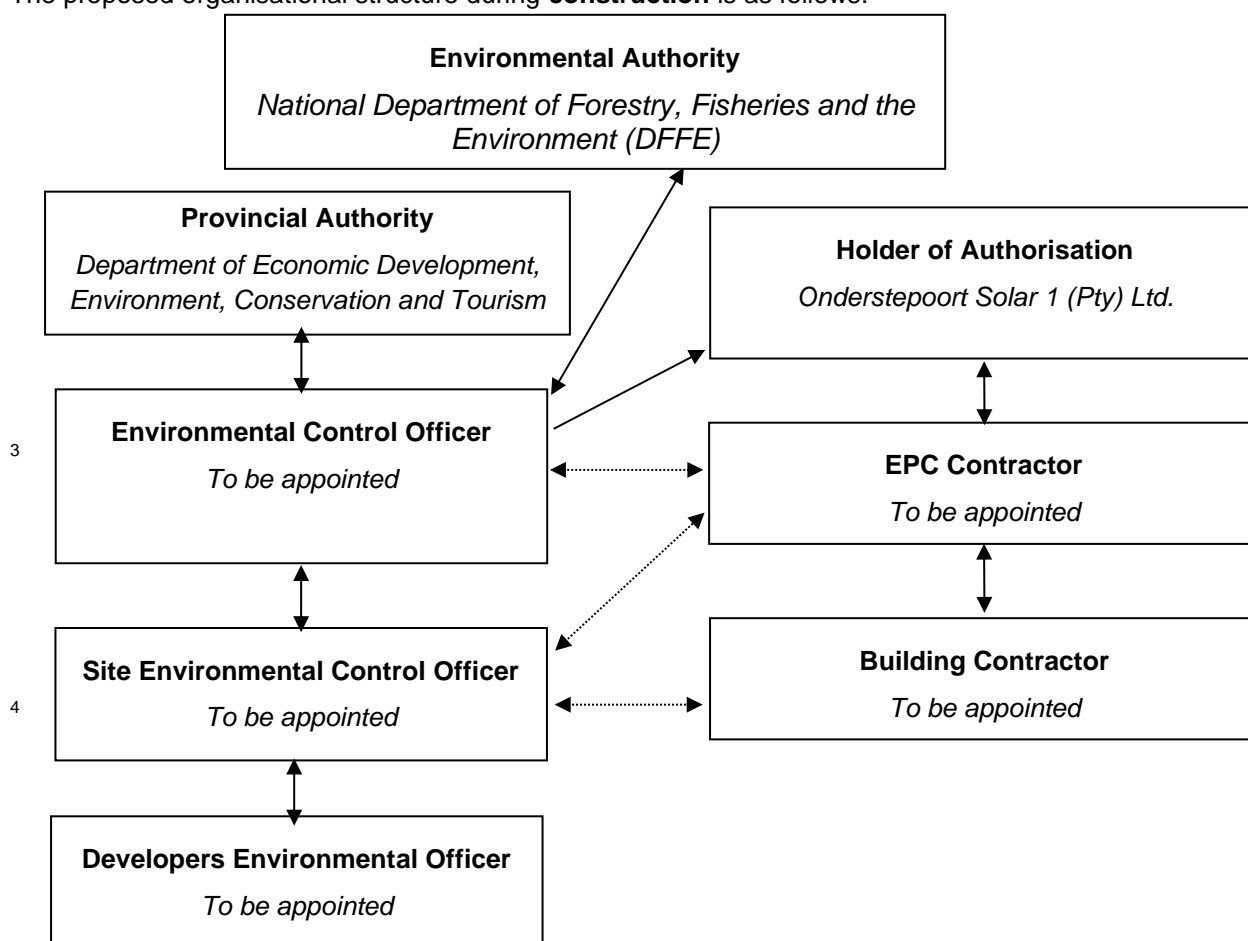 The proposed organisational structure during construction is as follows:
Environmental Authority
National Department of Forestry, Fisheries and the
Environment (DFFE)
Provincial Authority
Department of Economic Development,
Environment, Conservation and Tourism
Holder of Authorisation
Onderstepoort Solar 1 (Pty) Ltd.
3
Environmental Control Officer
To be appointed
EPC Contractor
To be appointed
4
Site Environmental Control Officer
To be appointed
Building Contractor
To be appointed
Developers Environmental Officer
To be appointed